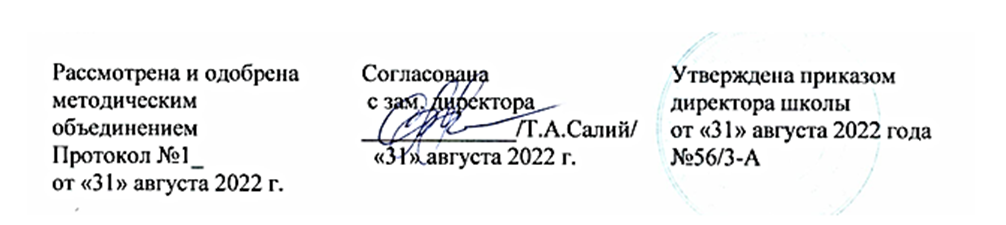 Рассмотрена и одобрена
методическим
объединением
Протокол №1_
от «31» августа 2022 г.
Согласована
с зам. директора
_____________/Т.А.Салий/
«31» августа 2022 г.
Утверждена приказом
директора школы
от «31» августа 2022 года
№56/3-А